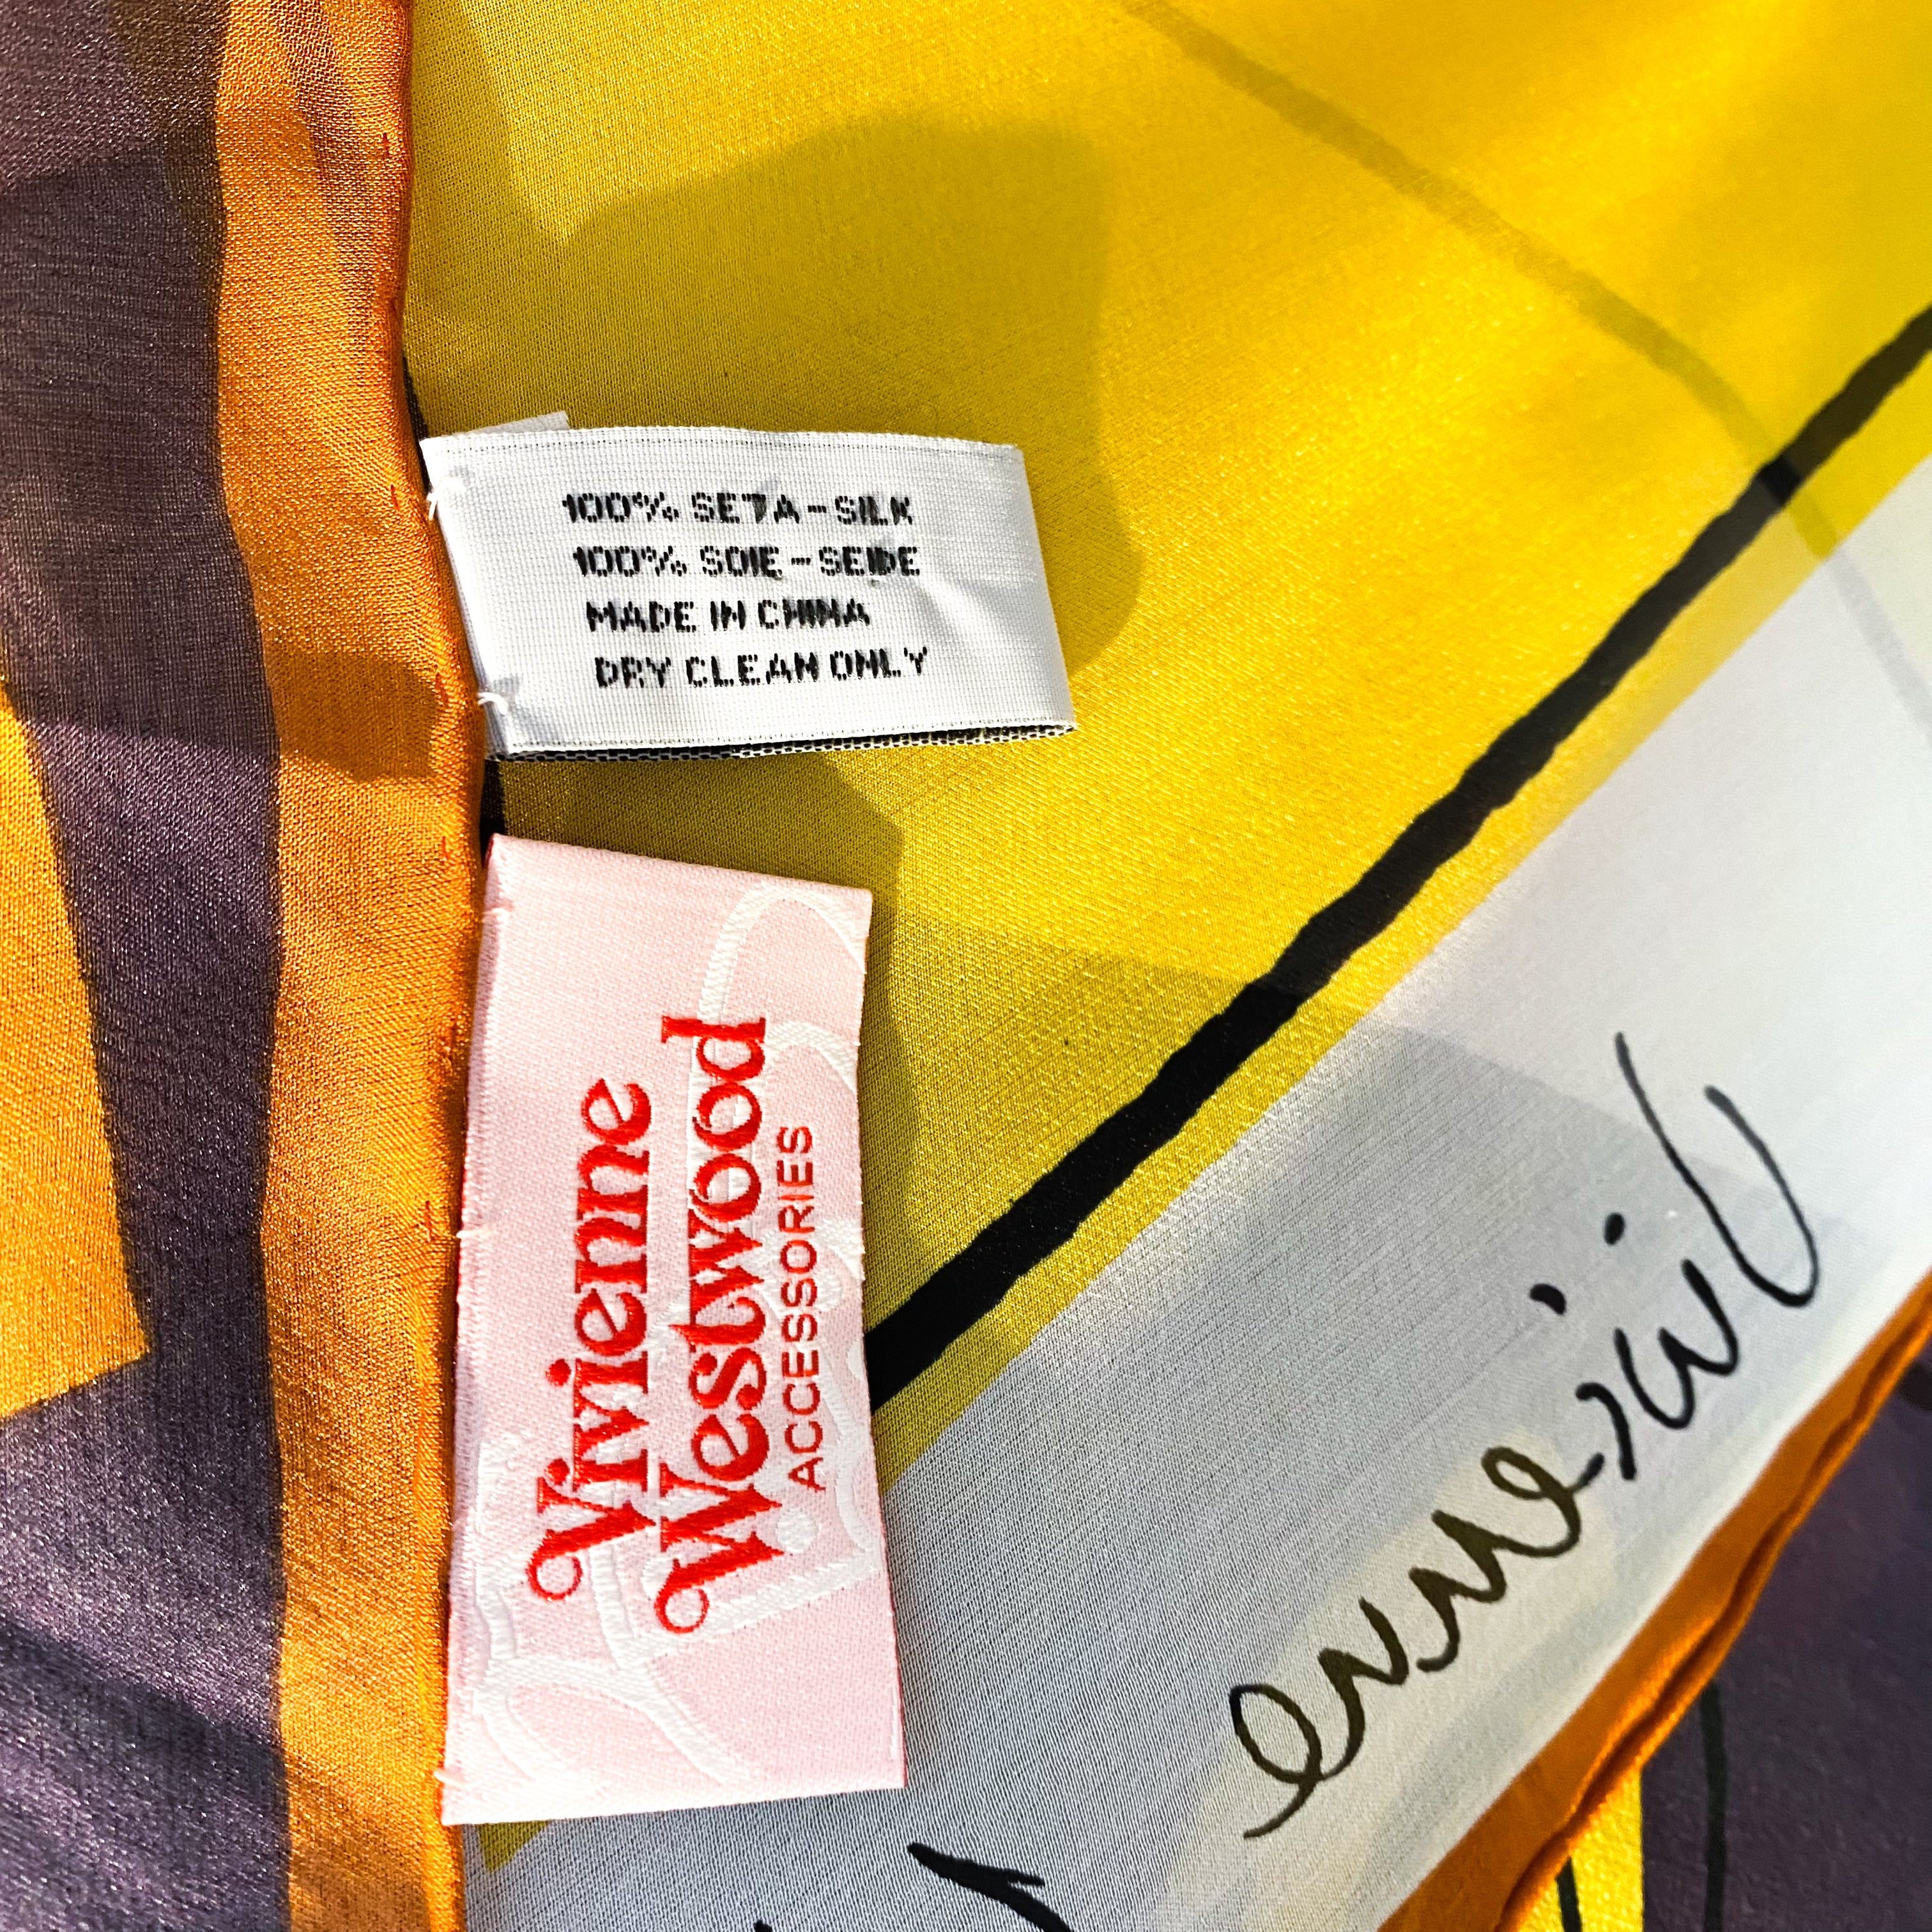 100% SETA-SILK
100% SOIE-SEIDE
MADE IN CHINA
DRY CLEAN ONLY
Vivienne
Westwood
ACCESSORIES